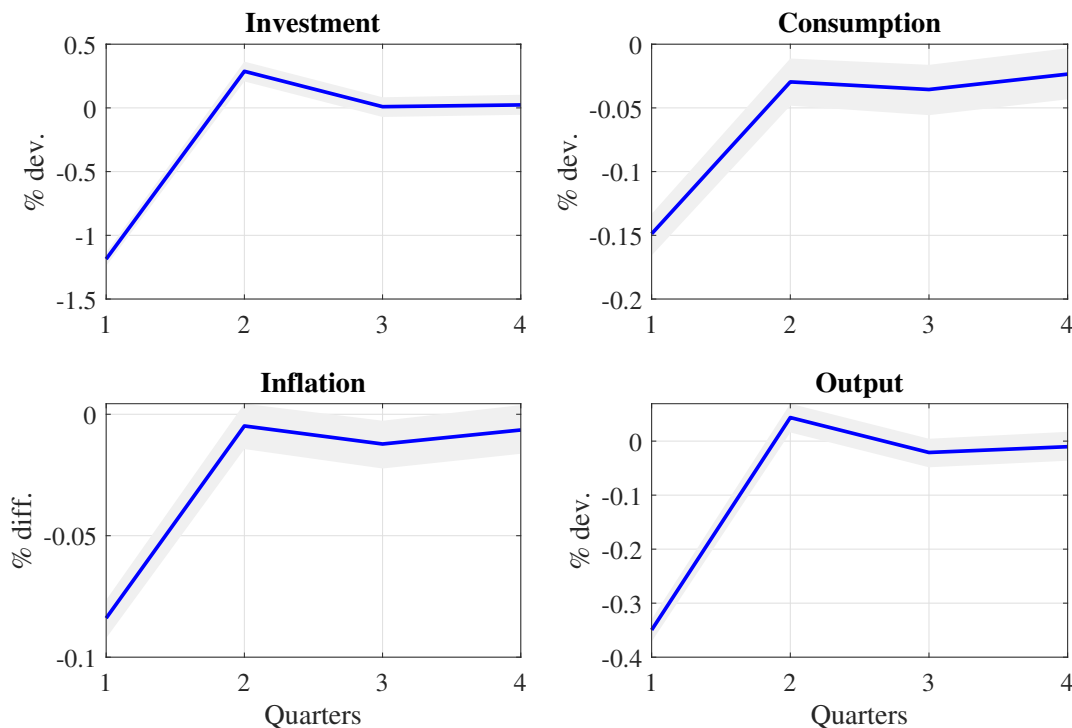 Investment
0.5
0
-0.5
-1
-1.5
% dev.
1 2 3 4
Consumption
0
-0.05
-0.1
-0.15
-0.2
% dev.
1 2 3 4
Inflation
0
-0.05
-0.1
% diff.
1 2 3 4
Quarters
Output
0
-0.1
-0.2
-0.3
-0.4
% dev.
1 2 3 4
Quarters